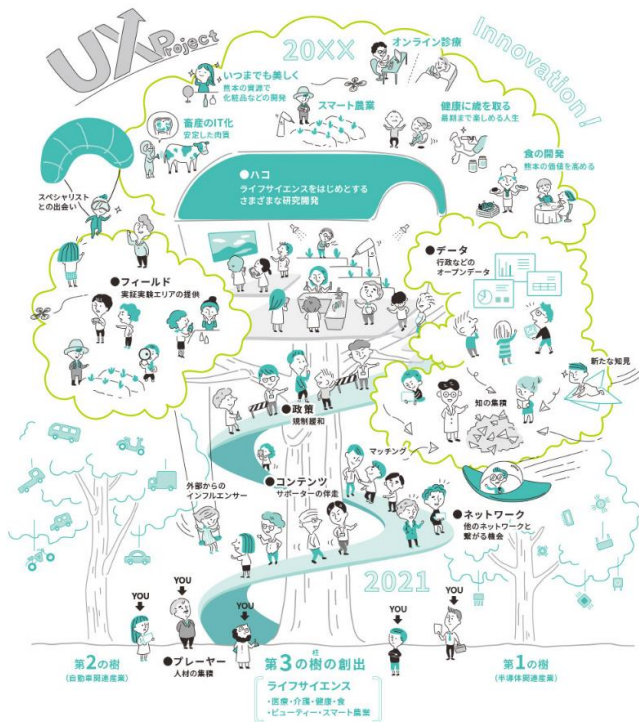 UX Project
20XX
Innovation!
オンライン診療
いつまでも美しく
熊本の資源で
化粧品などの開発
スマート農業
健康に歳を取る
最期まで楽しめる人生
畜産のIT化
安定した肉質
食の開発
熊本の価値を高める
●ハコ
ライフサイエンスをはじめとする
さまざまな研究開発
スペシャリスト
との出会い
●データ
行政などの
オープンデータ
●フィールド
実証実験エリアの提供
新たな知見
知の集積
●政策
規制緩和
マッチング
●コンテンツ
サポーターの伴走
外部からの
インフルエンサー
●ネットワーク
他のネットワークと
繋がる機会
2021
YOU
YOU
YOU
YOU
YOU
第2の樹
(自動車関連産業)
●プレーヤー
人材の集積
第3の樹の創出
ライフサイエンス
・医療・介護・健康・食
・ビューティー・スマート農業
第1の樹
(半導体関連産業)